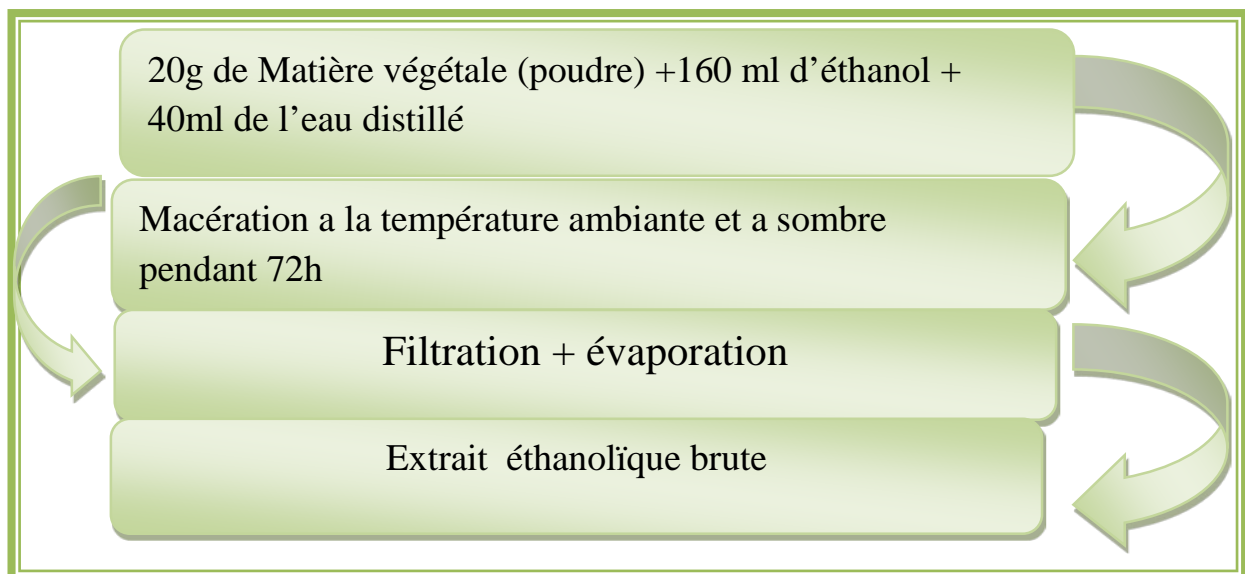 20g de Matière végétale (poudre) +160 ml d’éthanol +
40ml de l’eau distillé
Macération a la température ambiante et a sombre
pendant 72h
Filtration + évaporation
Extrait éthanolïque brute